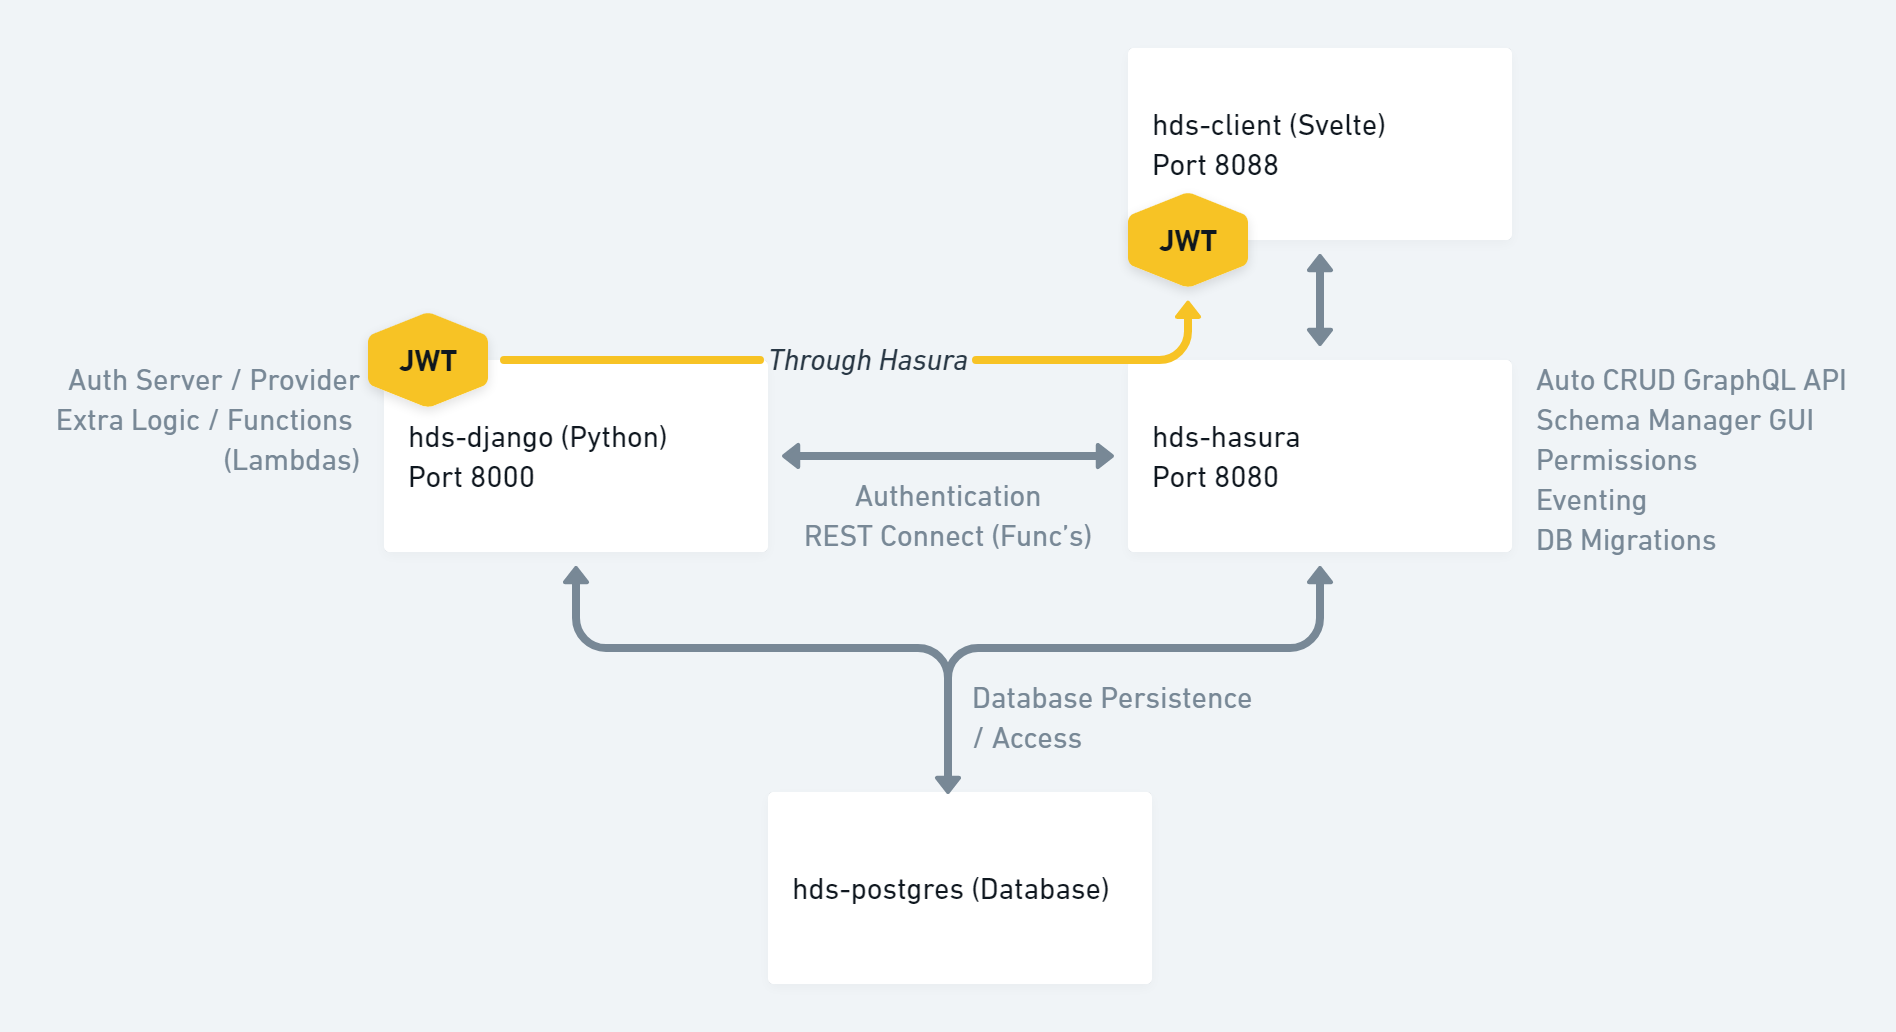 hds-client (Svelte)
Port 8088
JWT
JWT
Through Hasura
Auth Server / Provider
Extra Logic / Functions
(Lambdas)
hds-django (Python)
Port 8000
Authentication
REST Connect (Func's)
hds-hasura
Port 8080
Auto CRUD GraphQL API
Schema Manager GUI
Permissions
Eventing
DB Migrations
Database Persistence
/ Access
hds-postgres (Database)